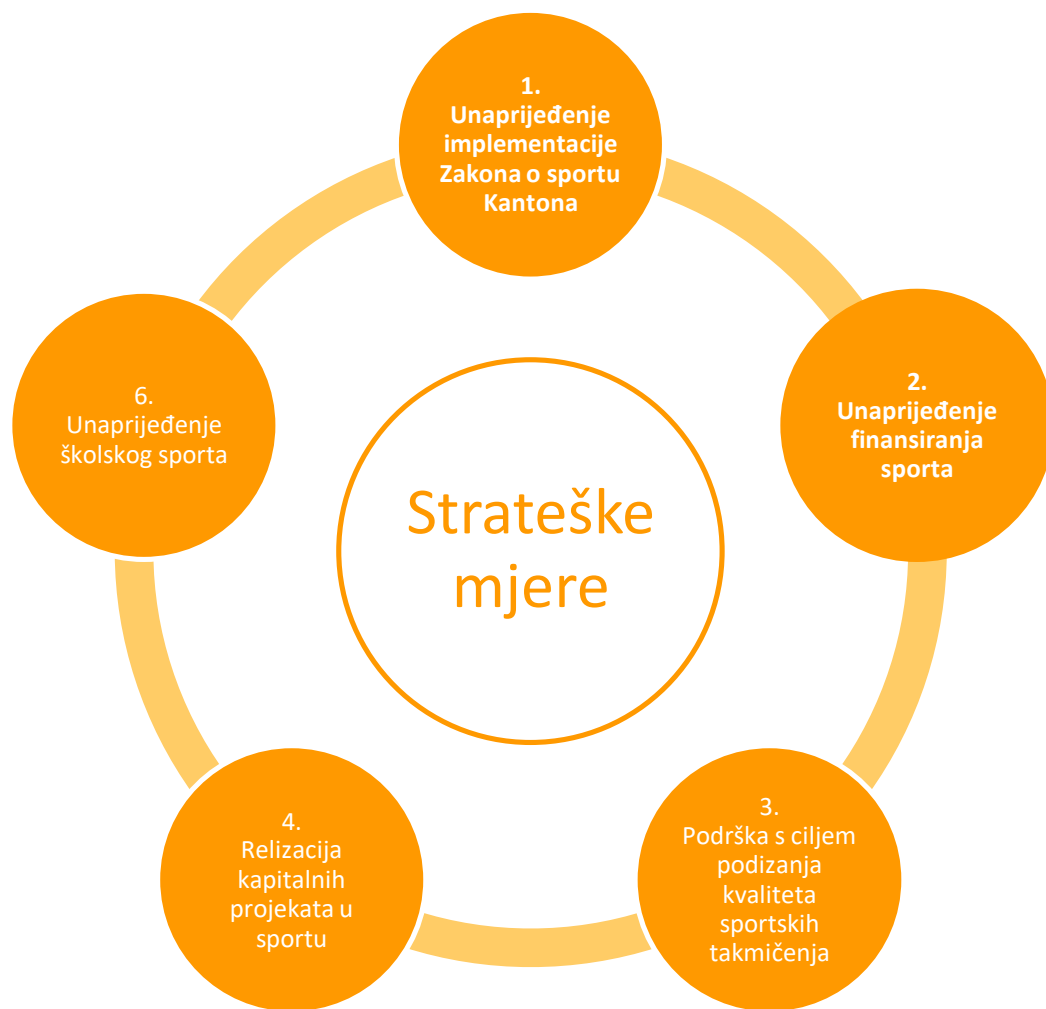 1.
Unaprijeđenje
implementacije
Zakona o sportu
Kantona
2.
Unaprijeđenje
finansiranja
sporta
3.
Podrška s ciljem
podizanja
kvaliteta
sportskih
takmičenja
4.
Relizacija
kapitalnih
projekata u
sportu
6.
Unaprijeđenje
školskog sporta
Strateške
mjere